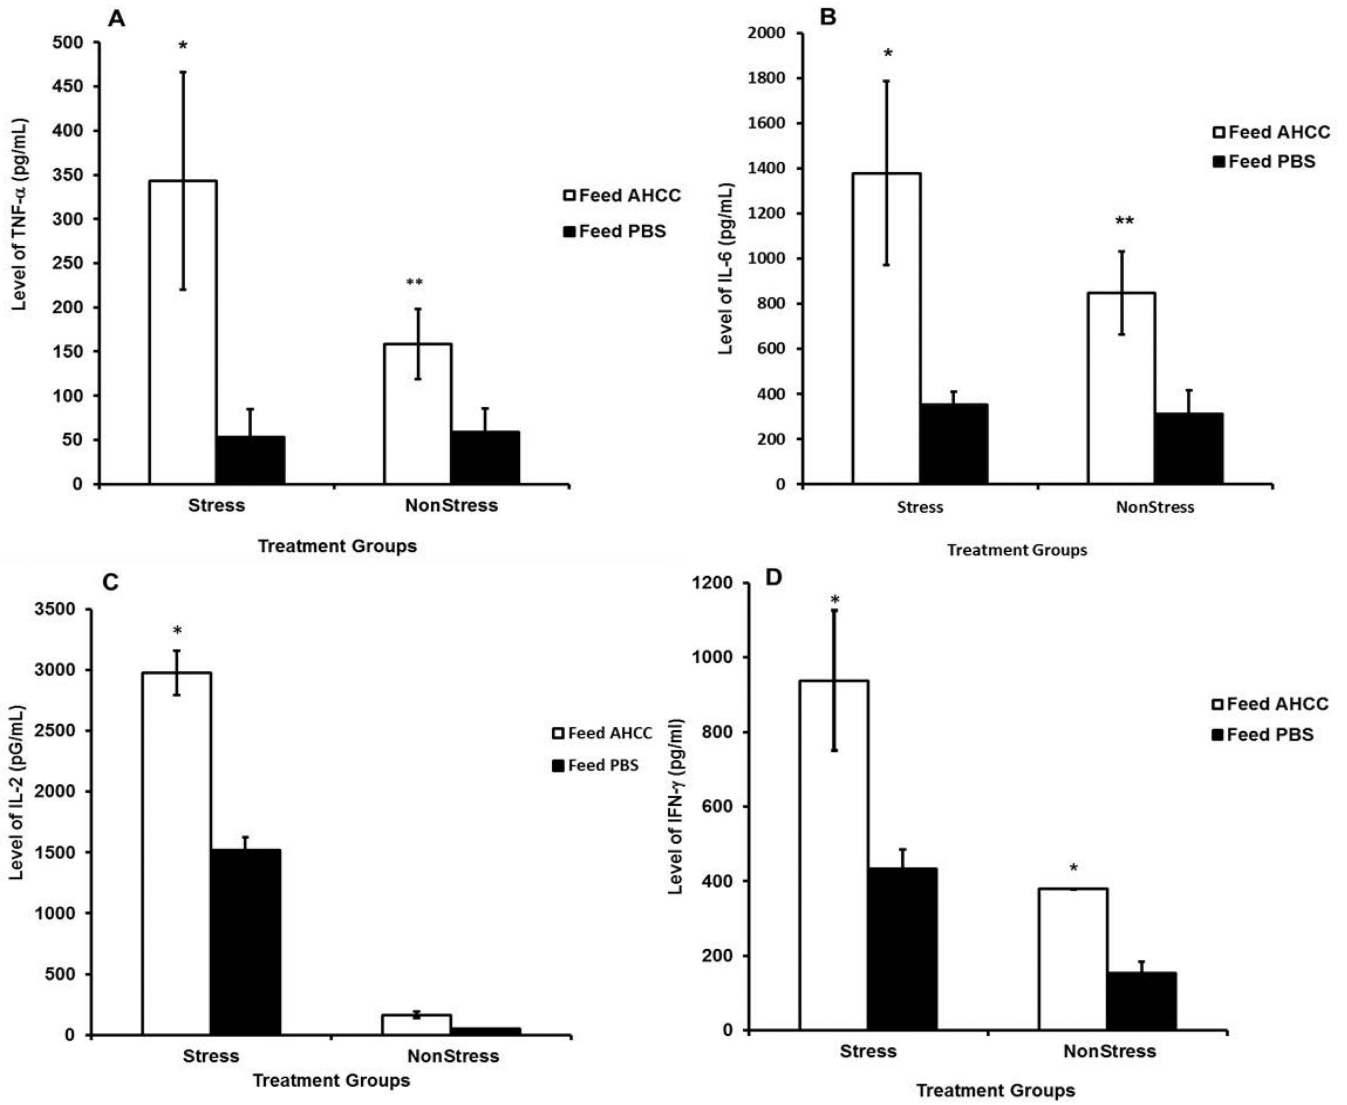 A
500
450
400
350
300
250
200
150
100
50
0
Level of TNF-α (pg/mL)
*
**
Feed AHCC
Feed PBS
Stress NonStress
Treatment Groups
B
2000
1800
1600
1400
1200
1000
800
600
400
200
0
Level of IL-6 (pg/mL)
*
**
Feed AHCC
Feed PBS
Stress NonStress
Treatment Groups
C
3500
3000
2500
2000
1500
1000
500
0
Level of IL-2 (pG/mL)
*
Feed AHCC
Feed PBS
Stress NonStress
Treatment Groups
D
1200
1000
800
600
400
200
0
Level of IFN-γ (pg/ml)
*
*
Feed AHCC
Feed PBS
Stress NonStress
Treatment Groups